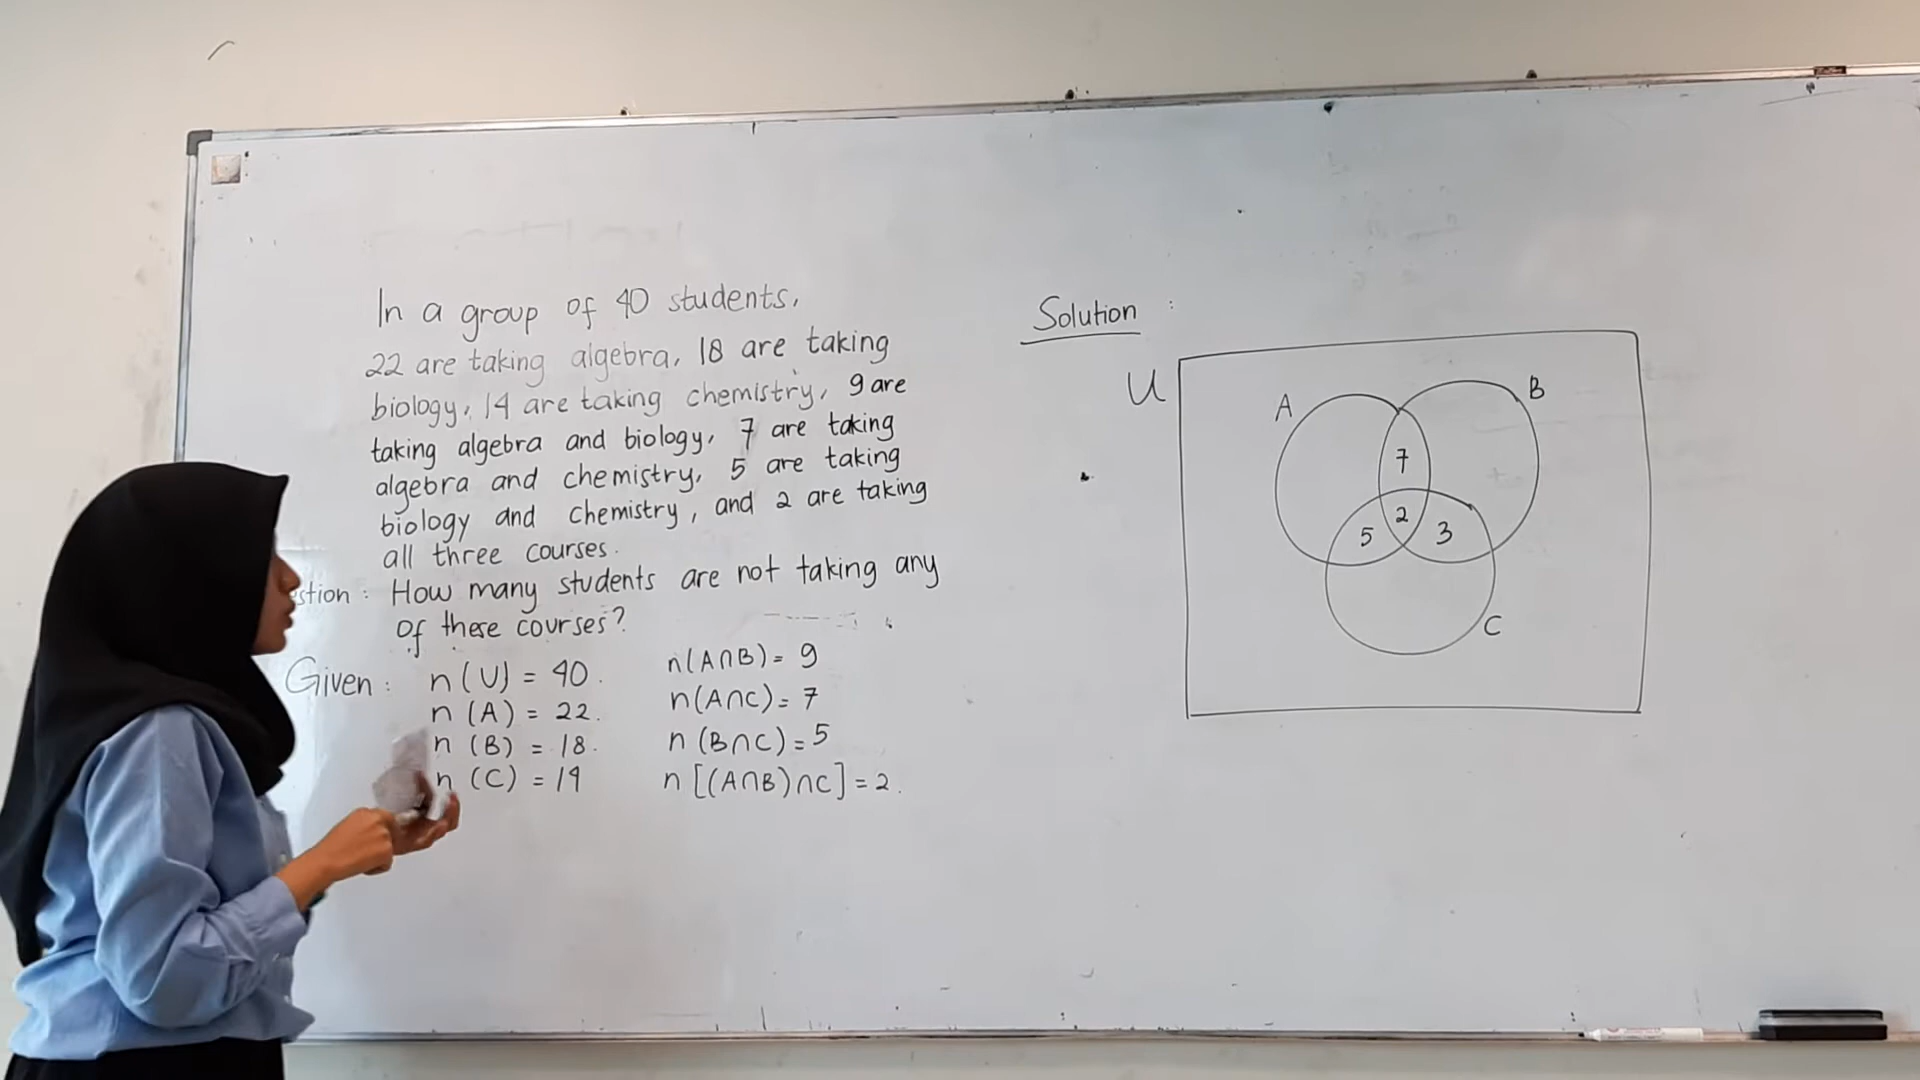 In a group of 40 students,
22 are taking algebra, 18 are taking
biology, 14 are taking chemistry, 9 are
taking algebra and biology, 7 are taking
algebra and chemistry, 5 are taking
biology and chemistry, and 2 are taking
all three courses.
stion : How many students are not taking any
of these courses?
Given : n (U) = 40.
n (A) = 22.
n (B) = 18.
n (C) = 14
n(A∩B) = 9
n(A∩C) = 7
n (B∩C) = 5
n [(A∩B)∩C] = 2.
Solution :
U
A
B
7
2
5
3
C